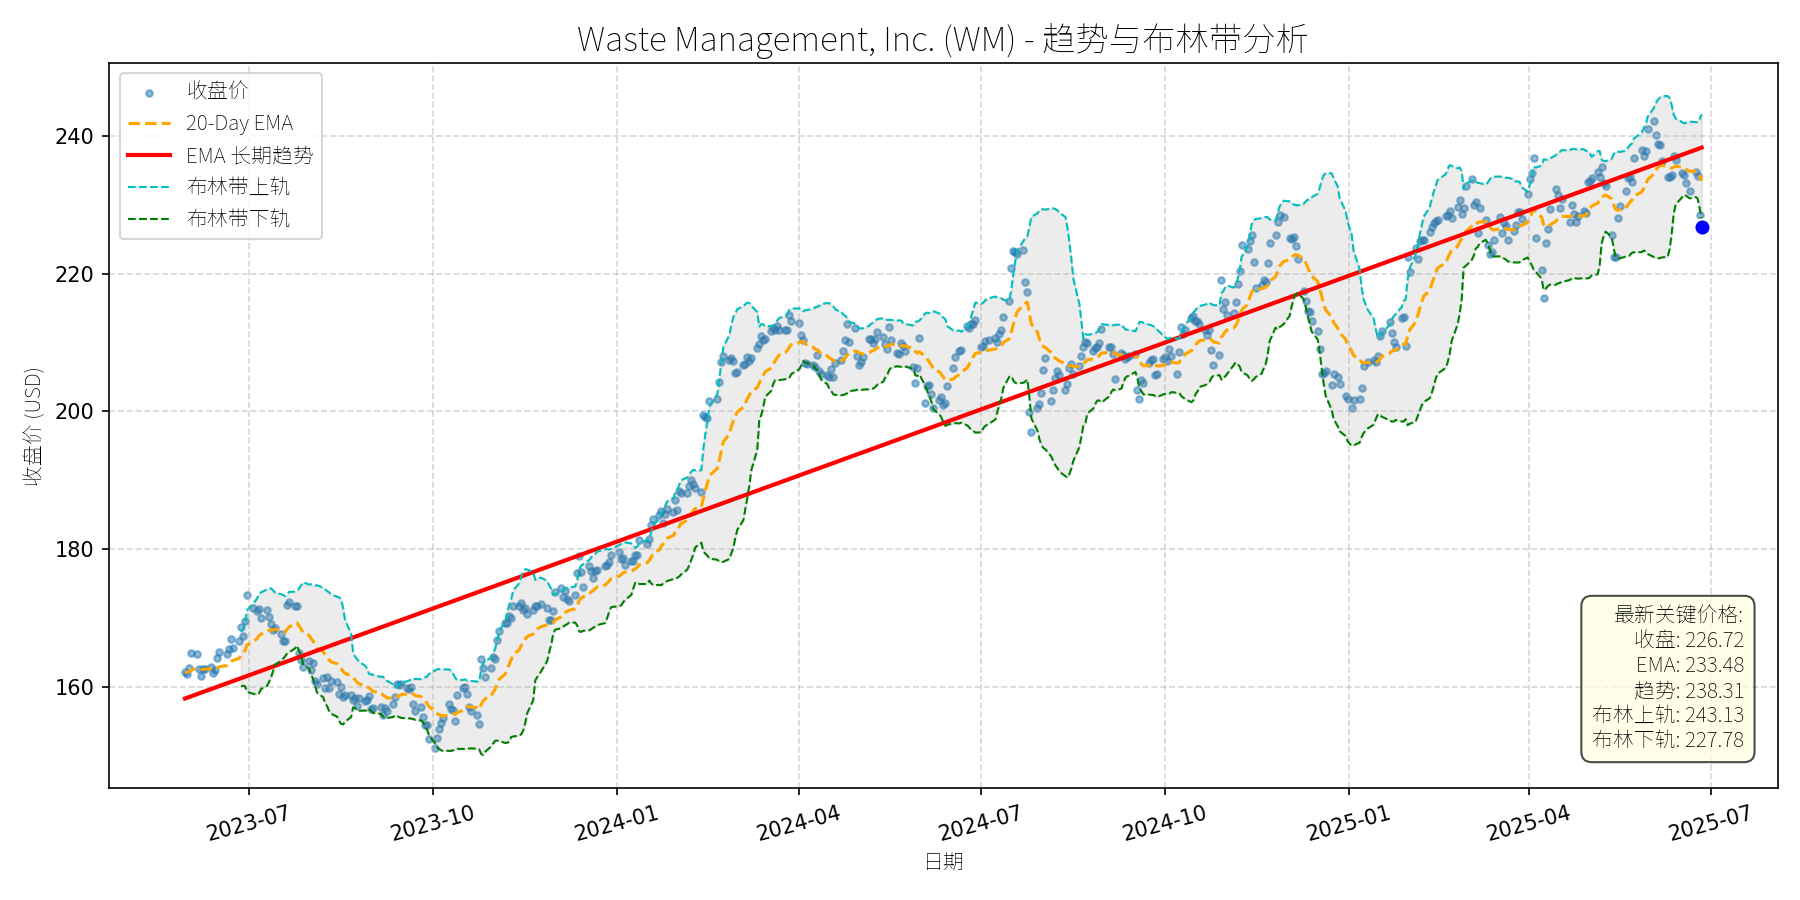 Waste Management, Inc. (WM) - 趋势与布林带分析
收盘价
20-Day EMA
EMA 长期趋势
布林带上轨
布林带下轨
240
220
200
180
160
收盘价 (USD)
最新关键价格:
收盘: 226.72
EMA: 233.48
趋势: 238.31
布林上轨: 243.13
布林下轨: 227.78
2023-07
2023-10
2024-01
2024-04
2024-07
2024-10
2025-01
2025-04
2025-07
日期